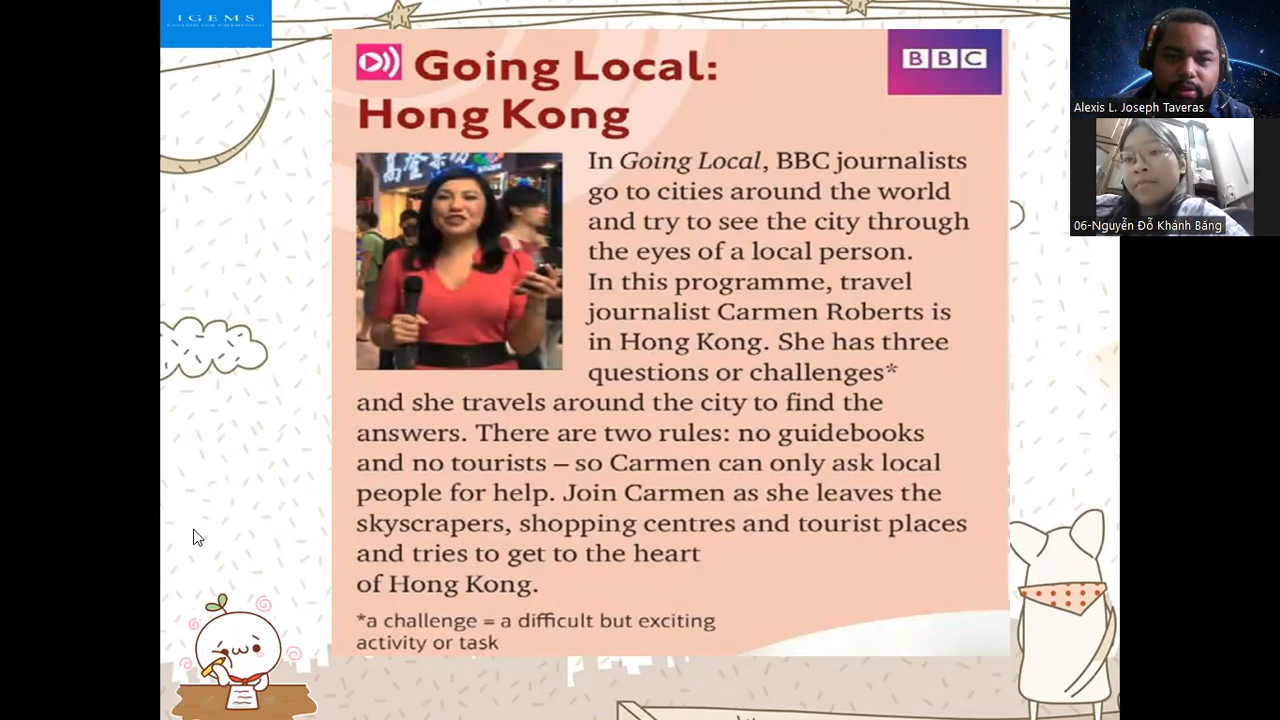 IGEMS
Going Local:
Hong Kong
BBC
In Going Local, BBC journalists
go to cities around the world
and try to see the city through
the eyes of a local person.
In this programme, travel
journalist Carmen Roberts is
in Hong Kong. She has three
questions or challenges*
and she travels around the city to find the
answers. There are two rules: no guidebooks
and no tourists – so Carmen can only ask local
people for help. Join Carmen as she leaves the
skyscrapers, shopping centres and tourist places
and tries to get to the heart
of Hong Kong.
*a challenge = a difficult but exciting
activity or task
Alexis L. Joseph Taveras
06-Nguyễn Đỗ Khánh Băng